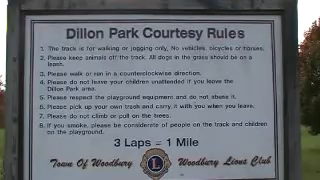 Dillon Park Courtesy Rules
1. The track is for walking or jogging only, No vehicles, bicycles or horses.
2. Please keep animals off the track. All dogs in the grass should be on a
leash.
3. Please walk or run in a counterclockwise direction.
4. Please do not leave your children unattended if you leave the
Dillon Park area.
5. Please respect the playground equipment and do not abuse it.
6. Please pick up your own trash and carry it with you when you leave.
7. Please do not climb or pull on the trees.
8. If you smoke, please be considerate of people on the track and children
on the playground.
3 Laps = 1 Mile
Town Of Woodbury L Woodbury Lions Club